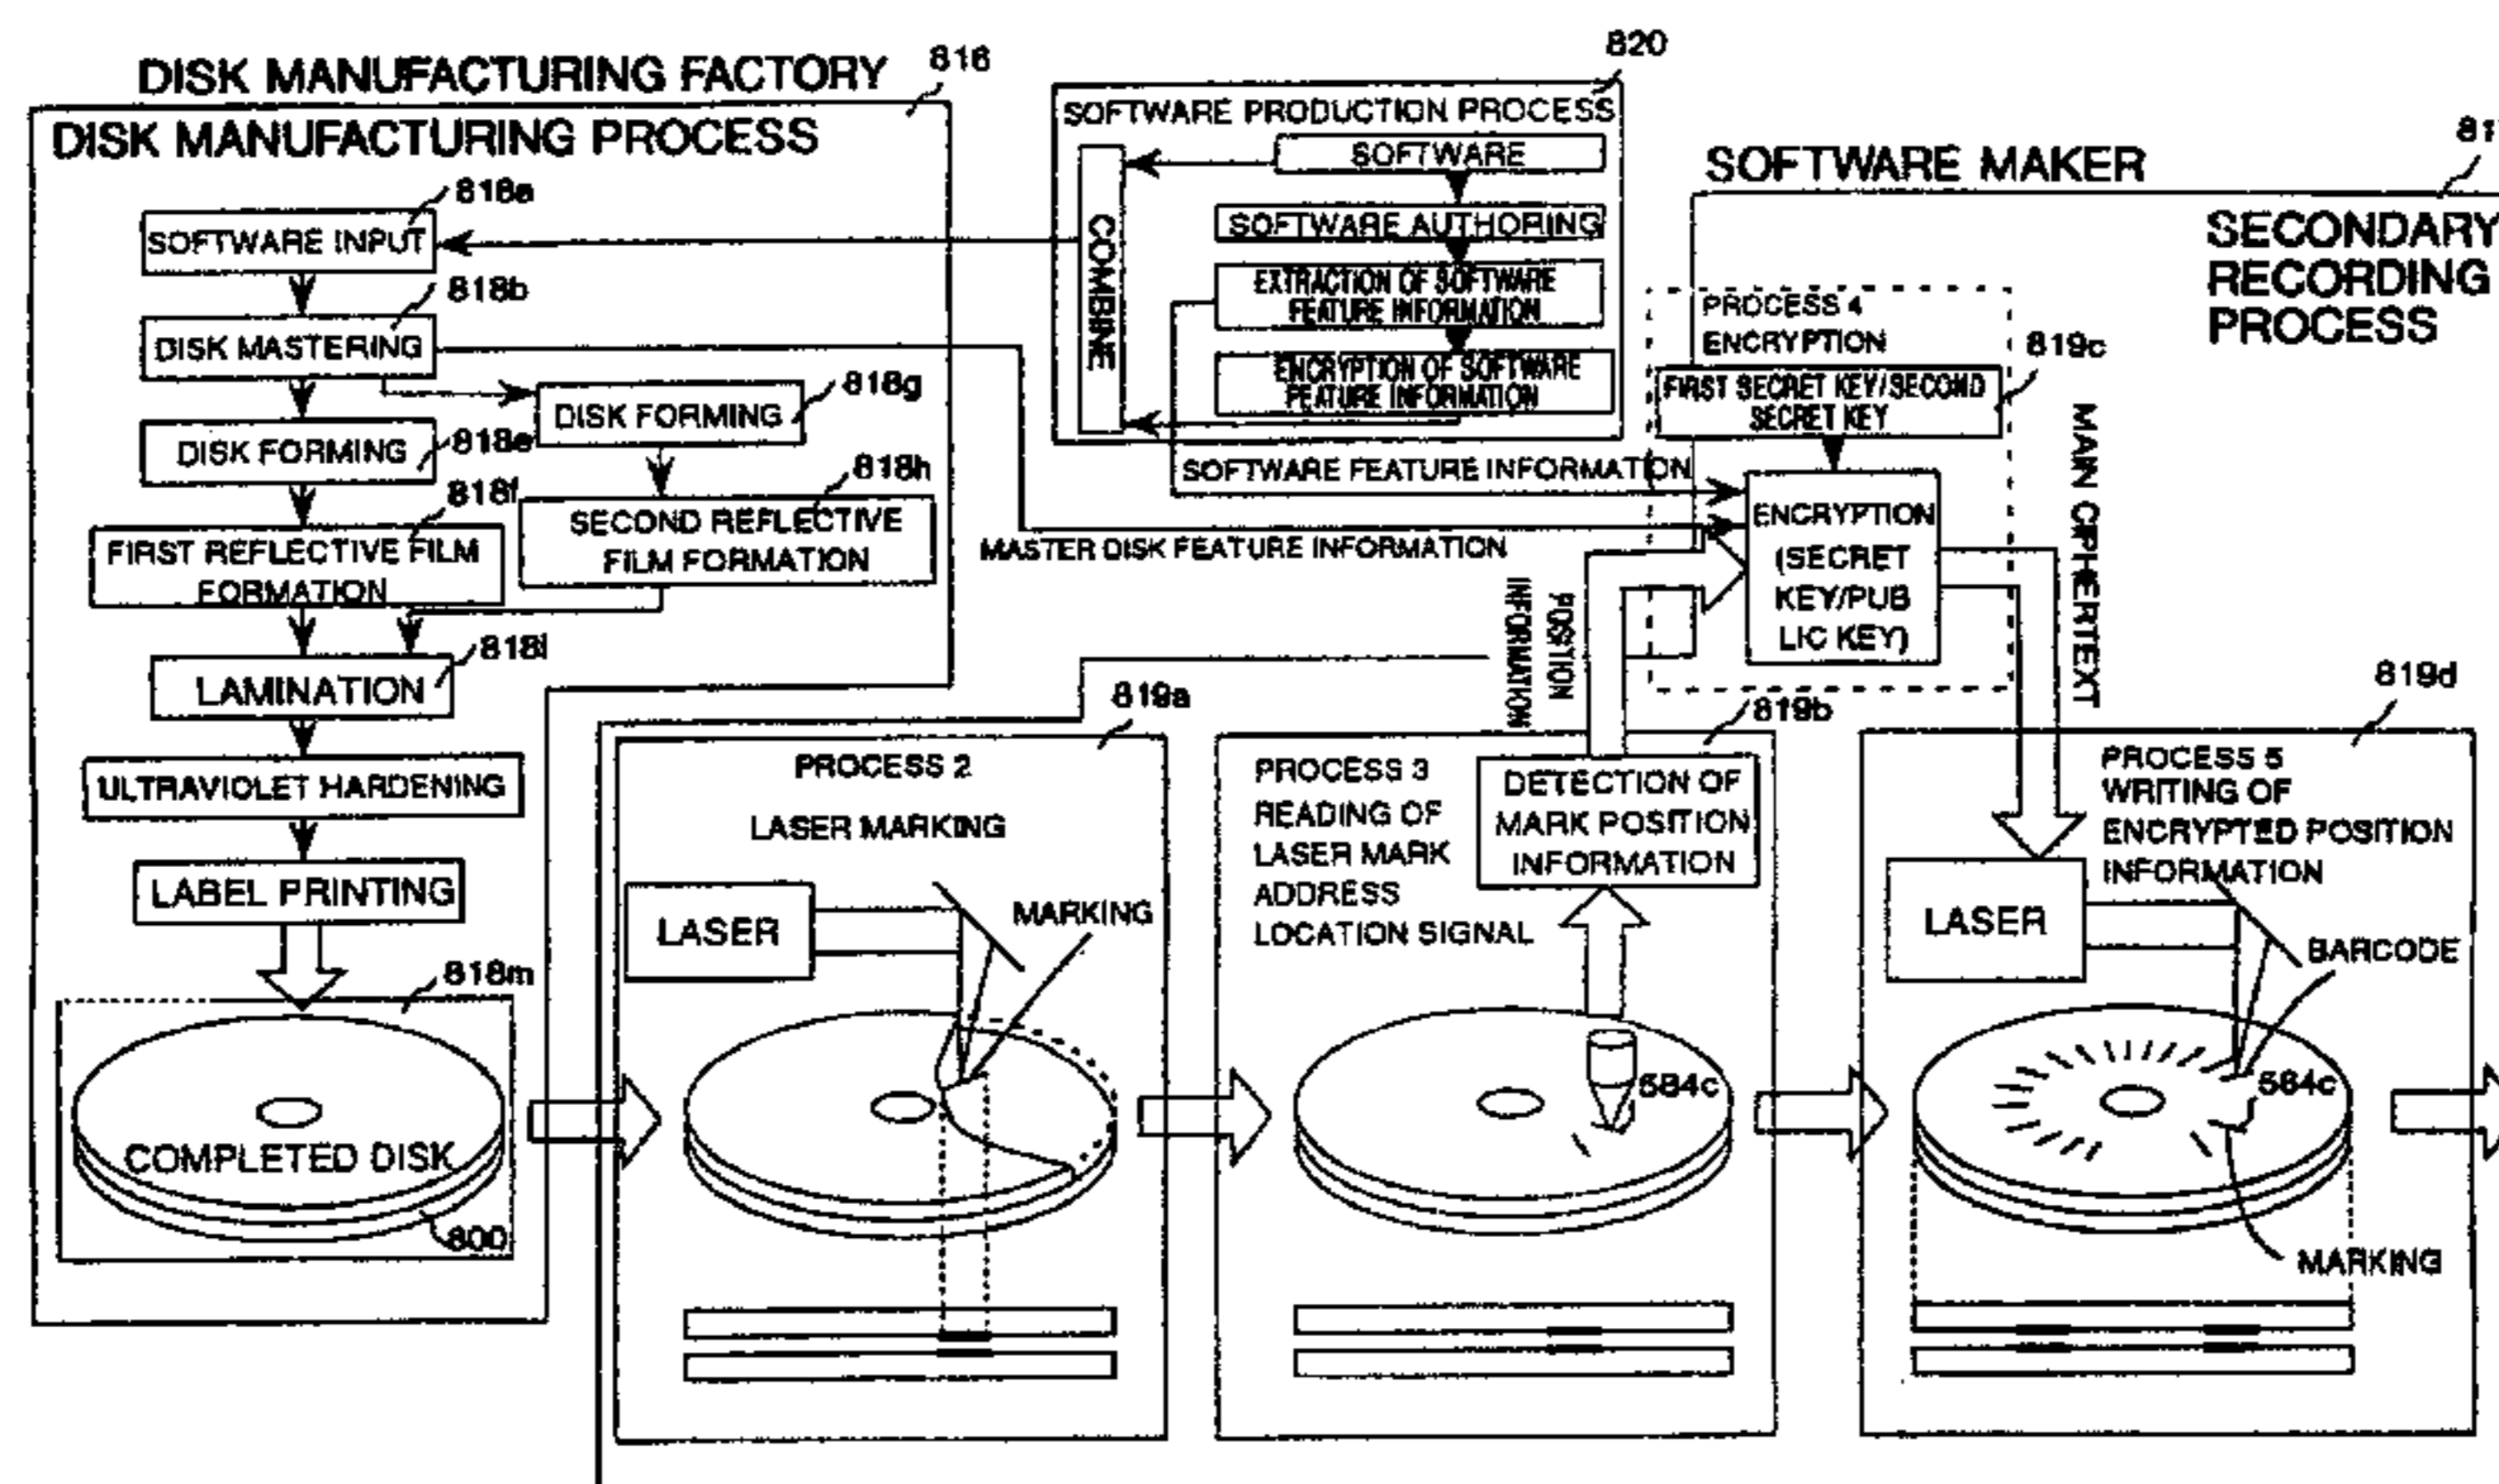 DISK MANUFACTURING FACTORY
816
DISK MANUFACTURING PROCESS
818a
SOFTWARE INPUT
818b
DISK MASTERING
818g
DISK FORMING
DISK FORMING
818e
818f
818h
FIRST REFLECTIVE FILM
FORMATION
SECOND REFLECTIVE
FILM FORMATION
818i
LAMINATION
ULTRAVIOLET HARDENING
LABEL PRINTING
818m
COMPLETED DISK
800
820
SOFTWARE PRODUCTION PROCESS
SOFTWARE
SOFTWARE AUTHORING
EXTRACTION OF SOFTWARE
FEATURE INFORMATION
ENCRYPTION OF SOFTWARE
FEATURE INFORMATION
COMBINE
SOFTWARE FEATURE INFORMATION
MASTER DISK FEATURE INFORMATION
POSITION
INFORMATION
SOFTWARE MAKER
SECONDARY
RECORDING
PROCESS
PROCESS 4
ENCRYPTION
819c
FIRST SECRET KEY/SECOND
SECRET KEY
ENCRYPTION
(SECRET
KEY/PUB
LIC KEY)
MAIN CIPHERTEXT
819a
PROCESS 2
LASER MARKING
LASER
MARKING
819b
PROCESS 3
READING OF
LASER MARK
ADDRESS
LOCATION SIGNAL
DETECTION OF
MARK POSITION
INFORMATION
584c
819d
PROCESS 5
WRITING OF
ENCRYPTED POSITION
INFORMATION
LASER
BARCODE
584c
MARKING